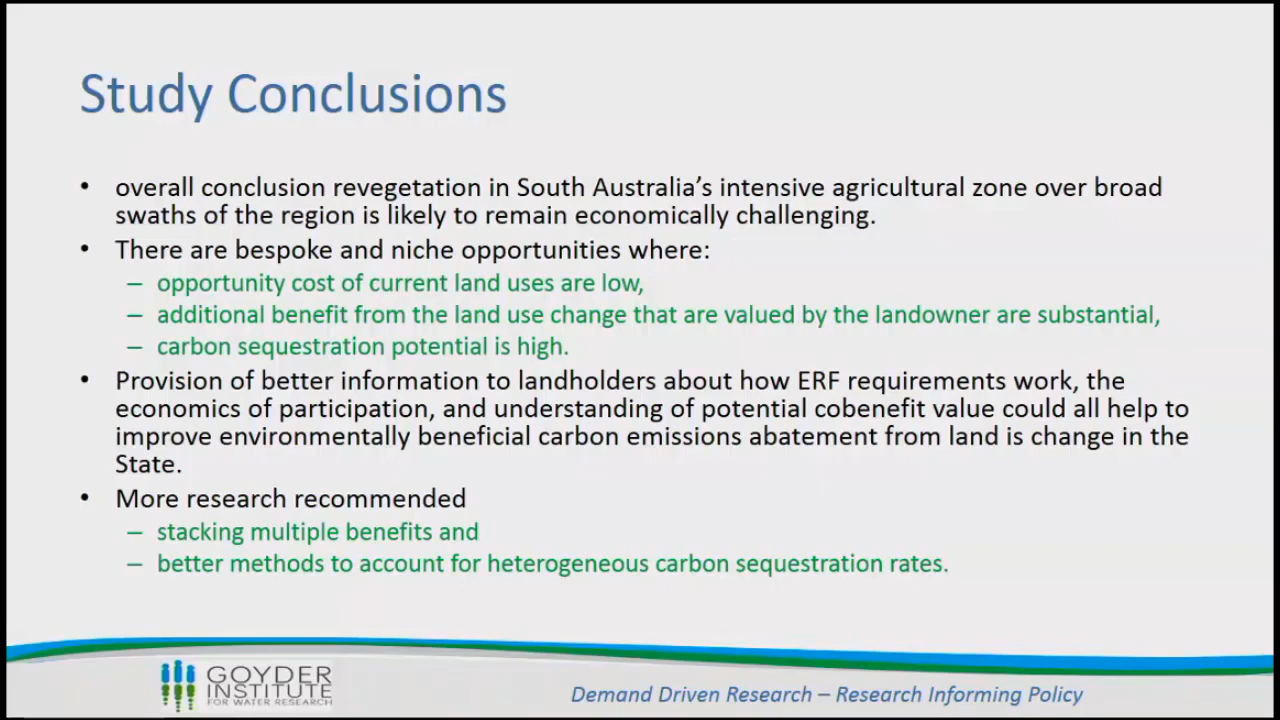 Study Conclusions
• overall conclusion revegetation in South Australia's intensive agricultural zone over broad
swaths of the region is likely to remain economically challenging.
• There are bespoke and niche opportunities where:
– opportunity cost of current land uses are low,
– additional benefit from the land use change that are valued by the landowner are substantial,
– carbon sequestration potential is high.
• Provision of better information to landholders about how ERF requirements work, the
economics of participation, and understanding of potential cobenefit value could all help to
improve environmentally beneficial carbon emissions abatement from land is change in the
State.
• More research recommended
– stacking multiple benefits and
– better methods to account for heterogeneous carbon sequestration rates.
GOYDER
INSTITUTE
FOR WATER RESEARCH
Demand Driven Research – Research Informing Policy